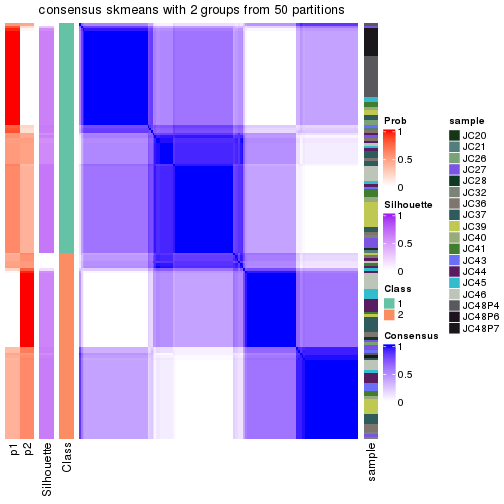 consensus skmeans with 2 groups from 50 partitions
p1
p2
Silhouette
Class
sample
Prob
1
0.5
0
Silhouette
1
0.5
0
Class
1
2
Consensus
1
0.5
0
sample
JC20
JC21
JC26
JC27
JC28
JC32
JC36
JC37
JC39
JC40
JC41
JC43
JC44
JC45
JC46
JC48P4
JC48P6
JC48P7